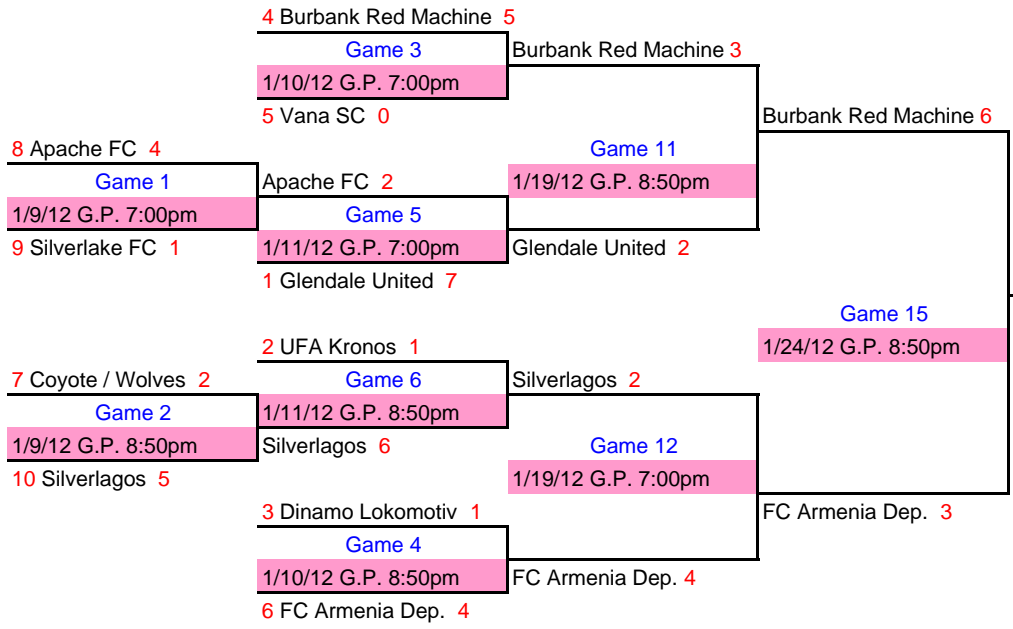 4 Burbank Red Machine 5
Game 3
Burbank Red Machine 3
1/10/12 G.P. 7:00pm
5 Vana SC 0
Burbank Red Machine 6
8 Apache FC 4
Game 11
Game 1
Apache FC 2
1/19/12 G.P. 8:50pm
1/9/12 G.P. 7:00pm
Game 5
9 Silverlake FC 1
1/11/12 G.P. 7:00pm
Glendale United 2
1 Glendale United 7
Game 15
2 UFA Kronos 1
1/24/12 G.P. 8:50pm
7 Coyote / Wolves 2
Game 6
Silverlagos 2
Game 2
1/11/12 G.P. 8:50pm
1/9/12 G.P. 8:50pm
Silverlagos 6
Game 12
10 Silverlagos 5
1/19/12 G.P. 7:00pm
3 Dinamo Lokomotiv 1
FC Armenia Dep. 3
Game 4
1/10/12 G.P. 8:50pm
FC Armenia Dep. 4
6 FC Armenia Dep. 4